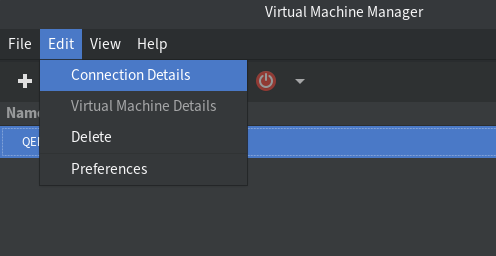 Virtual Machine Manager
File Edit View Help
Connection Details
Virtual Machine Details
Delete
Preferences